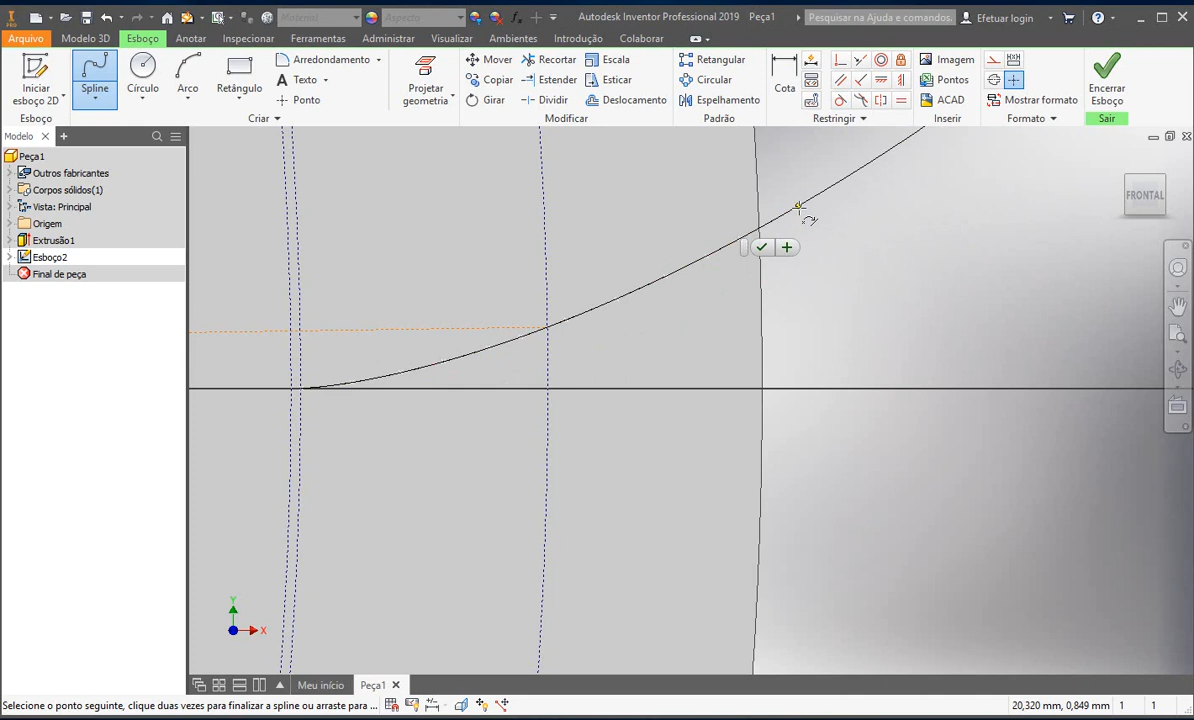 PRO
Material
Aspecto
Autodesk Inventor Professional 2019 Peça1
Pesquisar na Ajuda e comandos.
Efetuar login
Arquivo Modelo 3D Esboço Anotar Inspecionar Ferramentas Administrar Visualizar Ambientes Introdução Colaborar
Iniciar esboço 2D
Spline
Círculo
Arco
Retângulo
Arredondamento
Texto
Ponto
Projetar geometria
Mover
Copiar
Girar
Recortar
Estender
Dividir
Escala
Esticar
Deslocamento
Retangular
Circular
Espelhamento
Cota
Imagem
Pontos
ACAD
Mostrar formato
Encerrar Esboço
Esboço Criar Modificar Padrão Restringir Inserir Formato Sair
Modelo
Peça1
Outros fabricantes
Corpos sólidos(1)
Vista: Principal
Origem
Extrusão1
Esboço2
Final de peça
FRONTAL
Y
X
Meu início Peça1
Selecione o ponto seguinte, clique duas vezes para finalizar a spline ou arraste para ...
20,320 mm, 0,849 mm 1 1